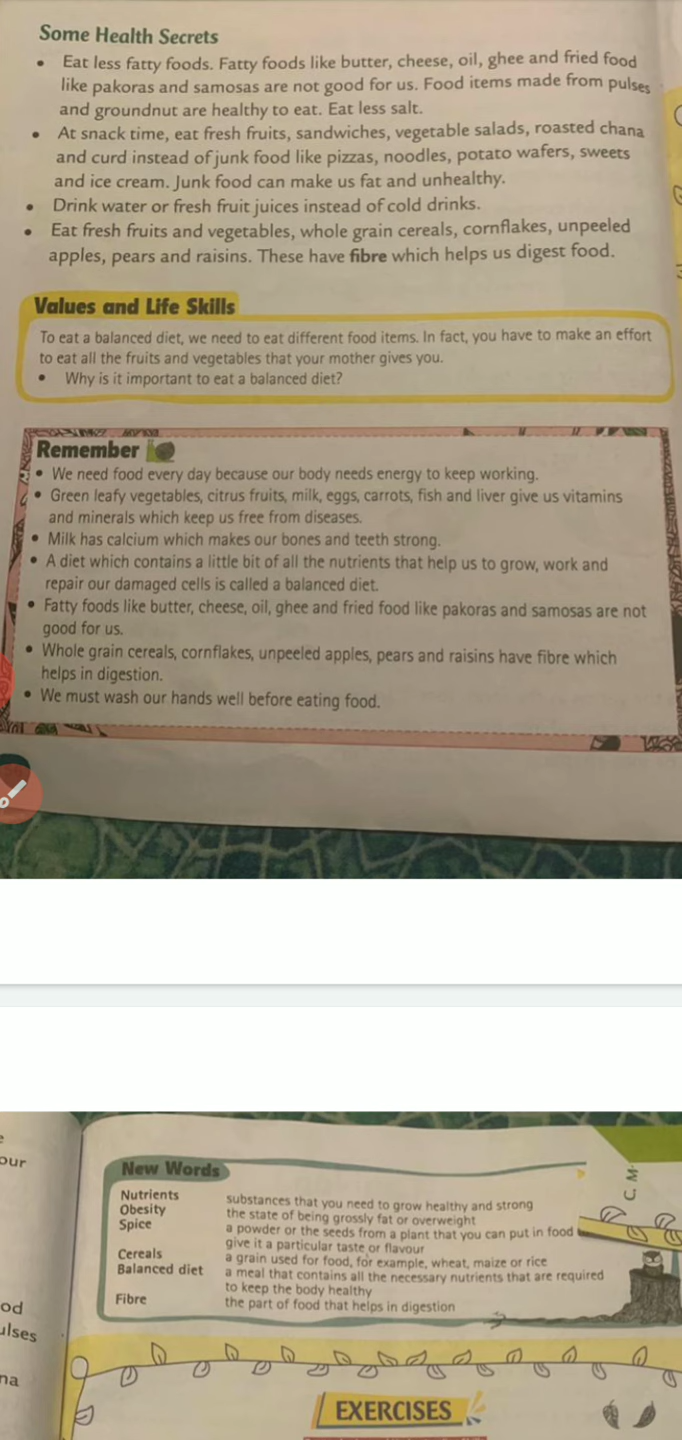 Some Health Secrets
• Eat less fatty foods. Fatty foods like butter, cheese, oil, ghee and fried food
like pakoras and samosas are not good for us. Food items made from pulses
and groundnut are healthy to eat. Eat less salt.
• At snack time, eat fresh fruits, sandwiches, vegetable salads, roasted chana
and curd instead of junk food like pizzas, noodles, potato wafers, sweets
and ice cream. Junk food can make us fat and unhealthy.
• Drink water or fresh fruit juices instead of cold drinks.
• Eat fresh fruits and vegetables, whole grain cereals, cornflakes, unpeeled
apples, pears and raisins. These have fibre which helps us digest food.
Values and Life Skills
To eat a balanced diet, we need to eat different food items. In fact, you have to make an effort
to eat all the fruits and vegetables that your mother gives you.
• Why is it important to eat a balanced diet?
Remember
• We need food every day because our body needs energy to keep working.
• Green leafy vegetables, citrus fruits, milk, eggs, carrots, fish and liver give us vitamins
and minerals which keep us free from diseases.
• Milk has calcium which makes our bones and teeth strong.
• A diet which contains a little bit of all the nutrients that help us to grow, work and
repair our damaged cells is called a balanced diet.
• Fatty foods like butter, cheese, oil, ghee and fried food like pakoras and samosas are not
good for us.
• Whole grain cereals, cornflakes, unpeeled apples, pears and raisins have fibre which
helps in digestion.
• We must wash our hands well before eating food.
our
od
ulses
na
New Words
Nutrients substances that you need to grow healthy and strong
Obesity the state of being grossly fat or overweight
Spice a powder or the seeds from a plant that you can put in food
give it a particular taste or flavour
Cereals a grain used for food, for example, wheat, maize or rice
Balanced diet a meal that contains all the necessary nutrients that are required
to keep the body healthy
Fibre the part of food that helps in digestion
C, M
EXERCISES